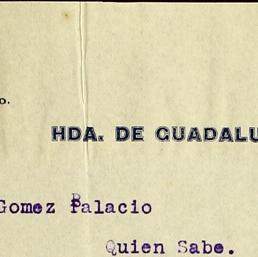 o.
HDA. DE GUADALU
Gomez Palacio
Quien Sabe.